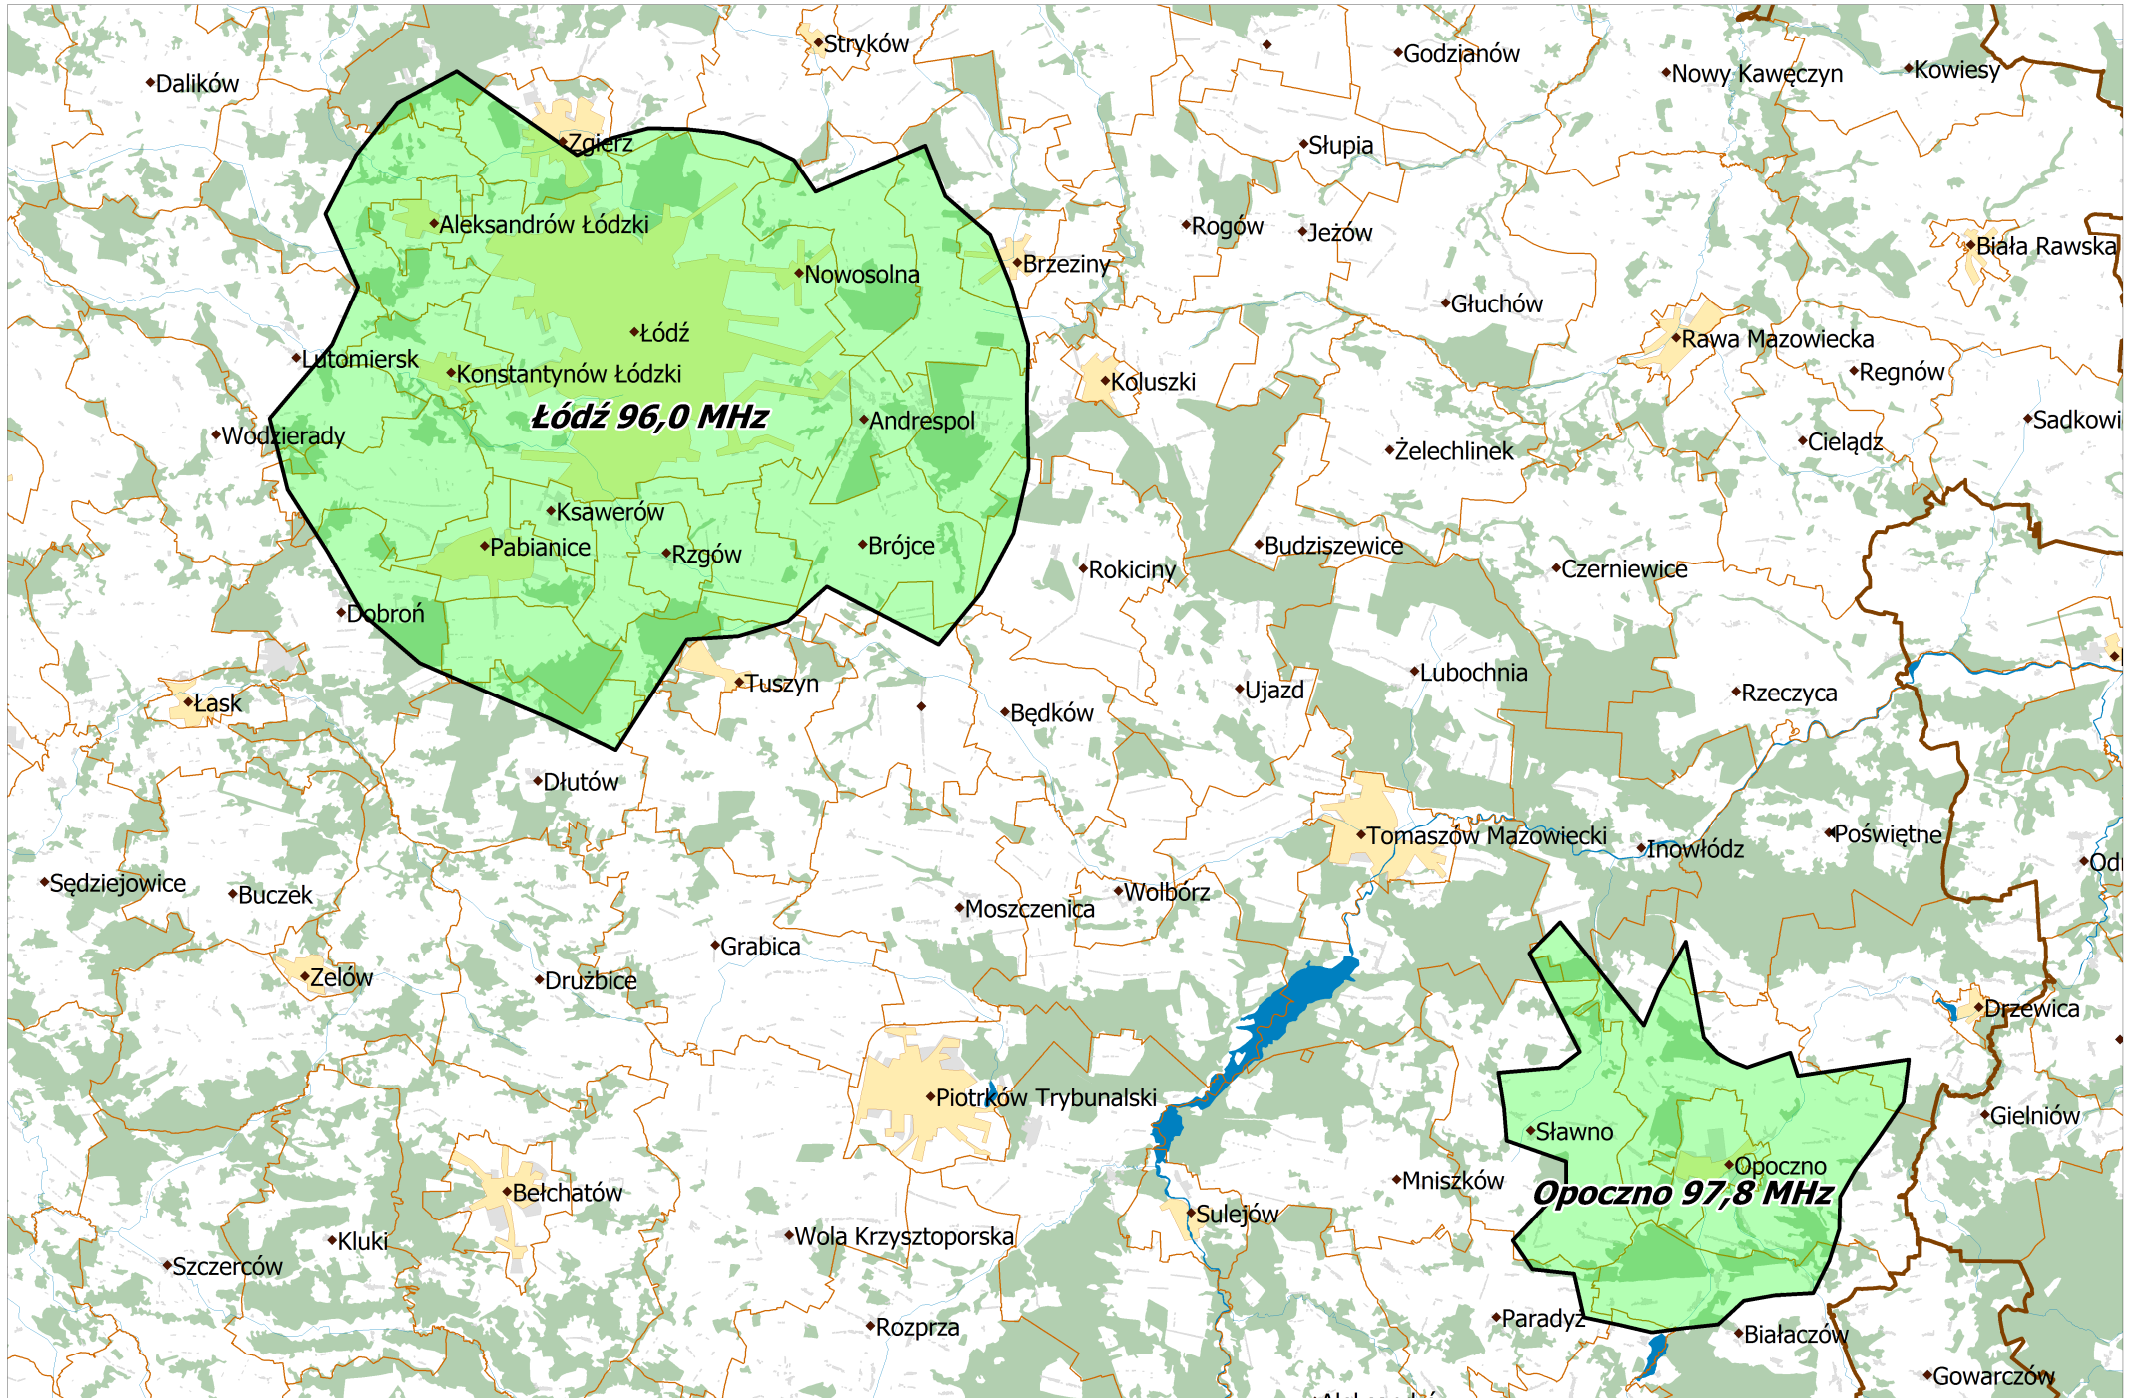 Stryków
Godzianów
Nowy Kawęczyn
Kowiesy
Dalików
Zgierz
Słupia
Aleksandrów Łódzki
Rogów
Jeżów
Biała Rawska
Nowosolna
Brzeziny
Głuchów
Łódź
Rawa Mazowiecka
Lutomiersk
Konstantynów Łódzki
Koluszki
Regnów
Łódź 96,0 MHz
Andrespol
Sadkowi
Wodzierady
Żelechlinek
Cielądz
Ksawerów
Pabianice
Rzgów
Brójce
Budziszewice
Rokiciny
Czerniewice
Dobroń
Lubochnia
Tuszyn
Ujazd
Rzeczyca
Łask
Będków
Dłutów
Tomaszów Mazowiecki
Inowłódz
Poświętne
Odr
Sędziejowice
Buczek
Wolbórz
Moszczenica
Grabica
Zelów
Drużbice
Drzewica
Piotrków Trybunalski
Gielniów
Sławno
Opoczno
Mniszków
Opoczno 97,8 MHz
Bełchatów
Sulejów
Wola Krzysztoporska
Kluki
Szczerców
Paradyż
Rozprza
Białaczów
Gowarczów